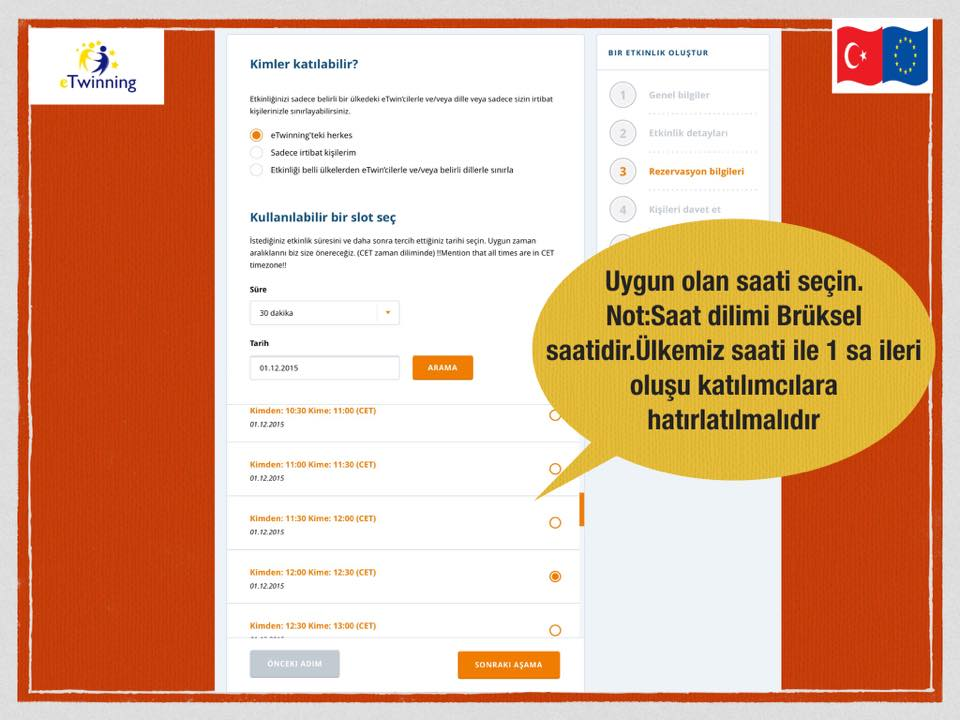 eTwinning
Kimler katılabilir?
Etkinliğinizi sadece belirli bir ülkedeki eTwin'cilerle ve/veya dille veya sadece sizin irtibat
kişilerinizle sınırlayabilirsiniz.
eTwinning'teki herkes
Sadece irtibat kişilerim
Etkinliği belli ülkelerden eTwin'cilerle ve/veya belirli dillerle sınırla
Kullanılabilir bir slot seç
İstediğiniz etkinlik süresini ve daha sonra tercih ettiğiniz tarihi seçin. Uygun zaman
aralıklarını biz size önereceğiz. (CET zaman diliminde) !!Mention that all times are in CET
timezone!!
Süre
30 dakika
Tarih
01.12.2015
ARAMA
Kimden: 10:30 Kime: 11:00 (CET)
01.12.2015
Kimden: 11:00 Kime: 11:30 (CET)
01.12.2015
Kimden: 11:30 Kime: 12:00 (CET)
01.12.2015
Kimden: 12:00 Kime: 12:30 (CET)
01.12.2015
Kimden: 12:30 Kime: 13:00 (CET)
ÖNCEKI ADIM
SONRAKI AŞAMA
BIR ETKINLIK OLUŞTUR
1 Genel bilgiler
2 Etkinlik detayları
3 Rezervasyon bilgileri
4 Kişileri davet et
Uygun olan saati seçin.
Not:Saat dilimi Brüksel
saatidir.Ülkemiz saati ile 1 sa ileri
oluşu katılımcılara
hatırlatılmalıdır